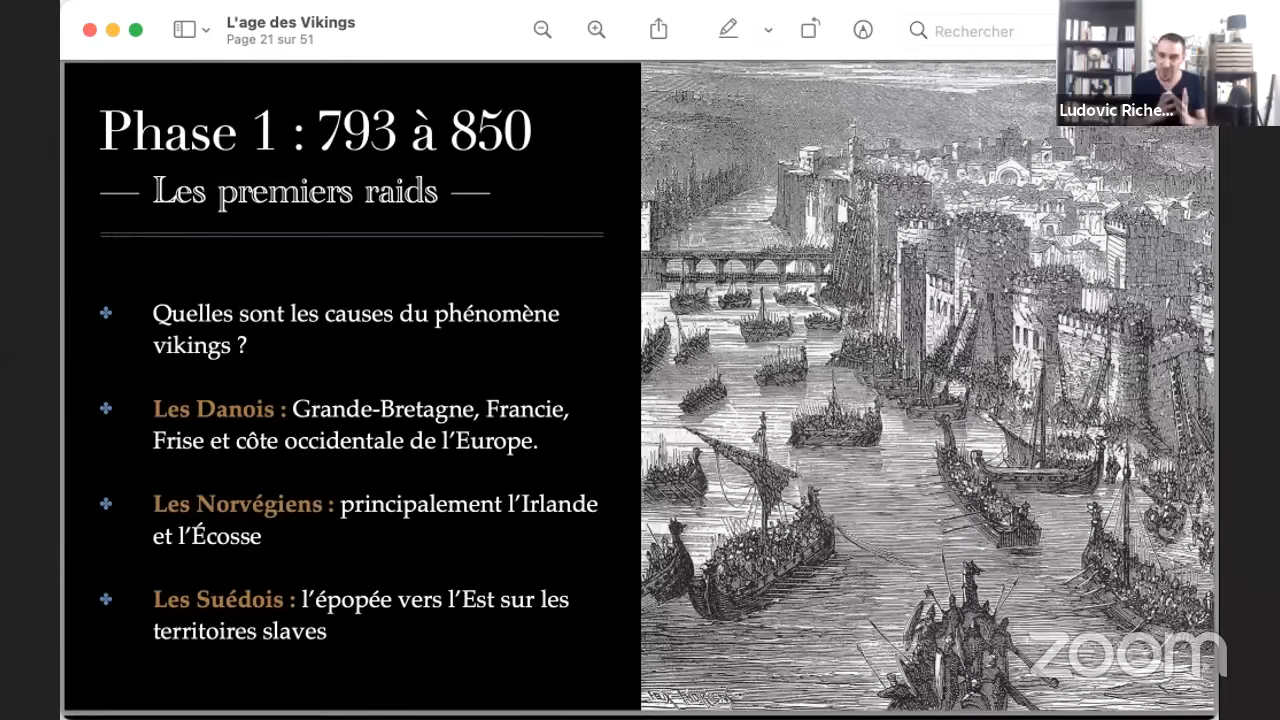 L'age des Vikings
Page 21 sur 51
Rechercher
Ludovic Riche...
Phase 1 : 793 à 850
— Les premiers raids —
Quelles sont les causes du phénomène
vikings ?
Les Danois : Grande-Bretagne, Francie,
Frise et côte occidentale de l'Europe.
Les Norvégiens : principalement l'Irlande
et l'Écosse
Les Suédois : l'épopée vers l'Est sur les
territoires slaves
zoom